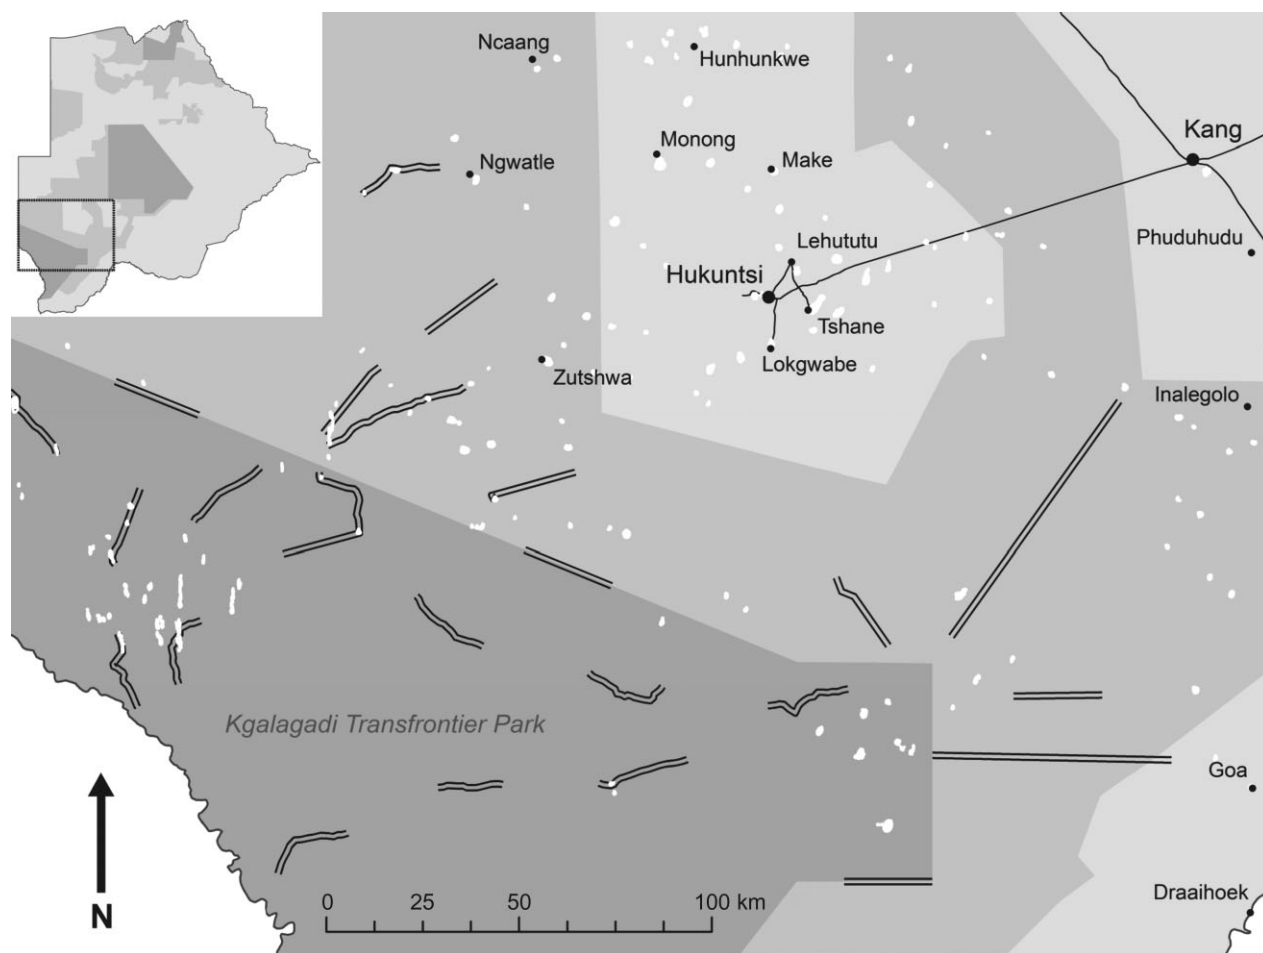 Ncaang
Hunhunkwe
Kang
Monong
Make
Ngwatle
Lehututu
Phuduhudu
Hukuntsi
Tshane
Lokgwabe
Zutshwa
Inalegolo
Kgalagadi Transfrontier Park
Goa
Draaihoek
0 25 50 100 km
N